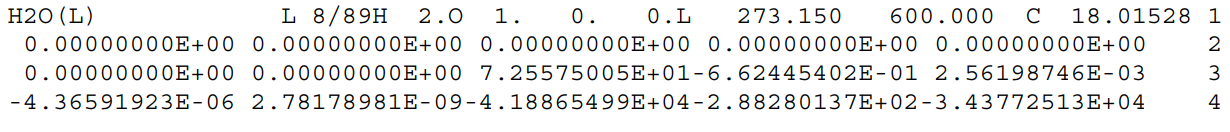 H2O(L)            L 8/89H  2.O  1.   0.   0.L   273.150   600.000  C  18.01528 1
 0.00000000E+00 0.00000000E+00 0.00000000E+00 0.00000000E+00 0.00000000E+00    2
 0.00000000E+00 0.00000000E+00 7.25575005E+01-6.62445402E-01 2.56198746E-03    3
-4.36591923E-06 2.78178981E-09-4.18865499E+04-2.88280137E+02-3.43772513E+04    4